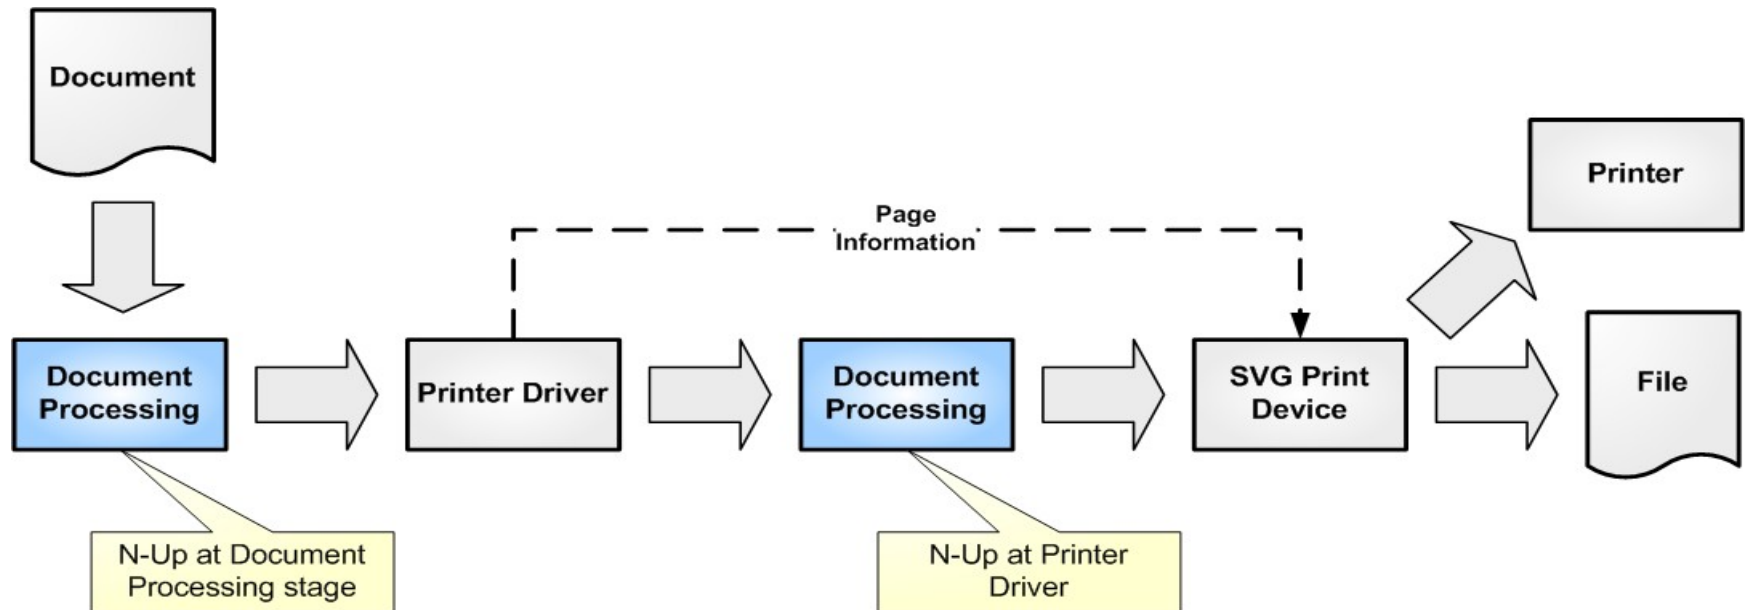 Document
Printer
Page
Information
Document
Processing
Printer Driver
Document
Processing
SVG Print
Device
File
N-Up at Document
Processing stage
N-Up at Printer
Driver